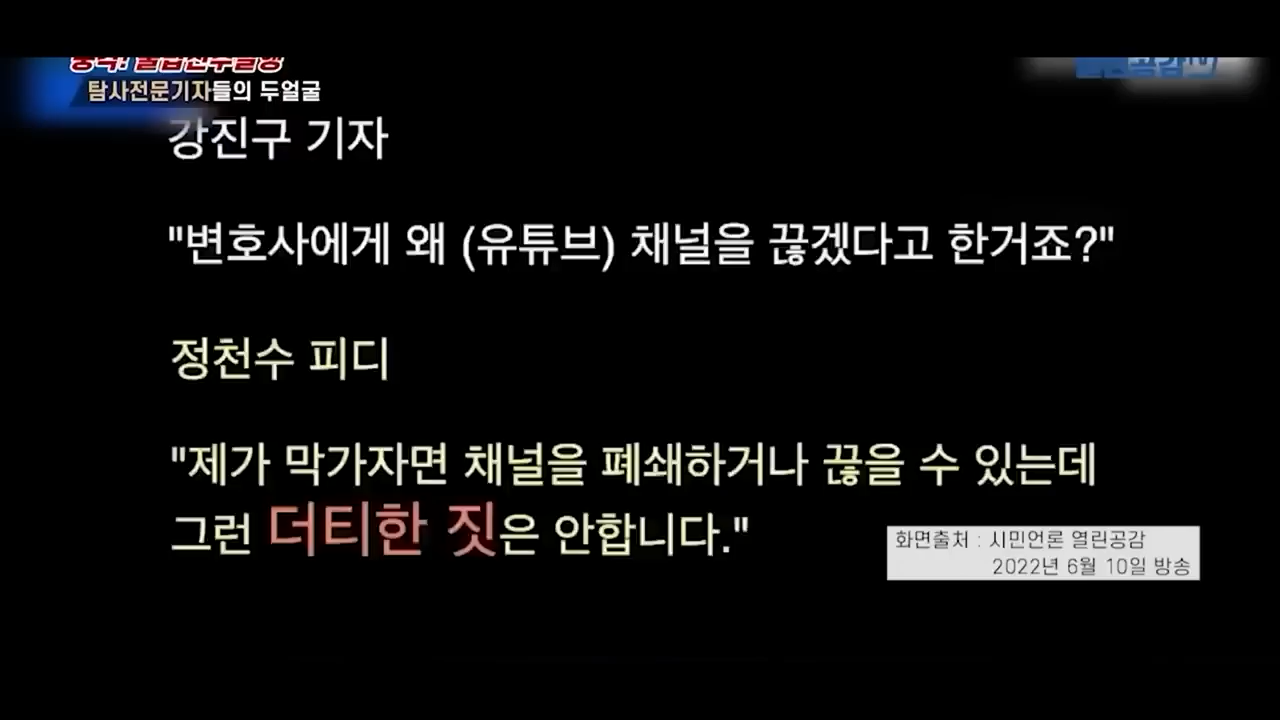 탐사전문기자들의 두얼굴
강진구 기자
"변호사에게 왜 (유튜브) 채널을 끊겠다고 한거죠?"
정천수 피디
"제가 막가자면 채널을 폐쇄하거나 끊을 수 있는데
그런 더티한 짓은 안합니다."
화면출처 : 시민언론 열린공감
2022년 6월 10일 방송